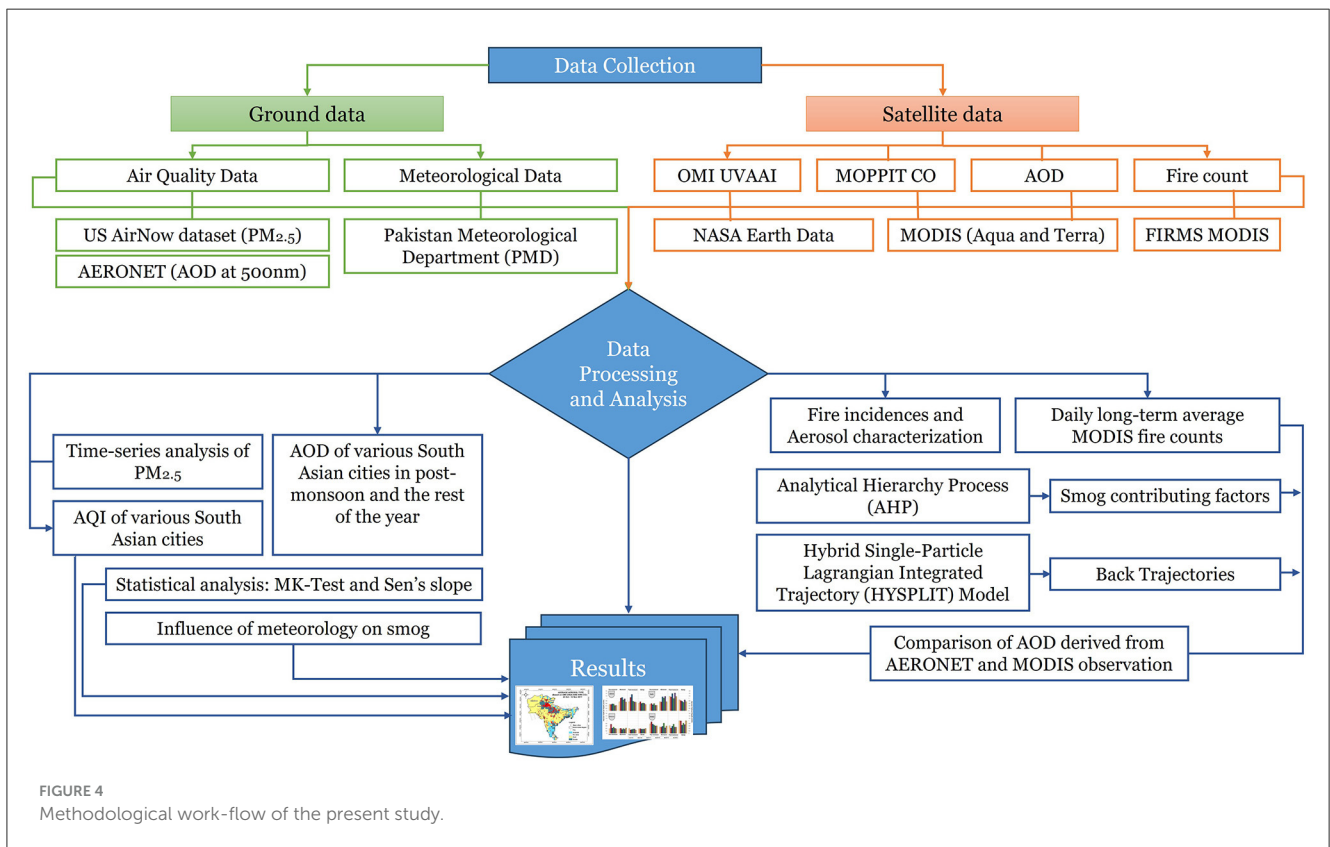 Data Collection
Ground data
Satellite data
Air Quality Data
Meteorological Data
OMI UVAAI
MOPPIT CO
AOD
Fire count
US AirNow dataset (PM2.5)
AERONET (AOD at 500nm)
Pakistan Meteorological
Department (PMD)
NASA Earth Data
MODIS (Aqua and Terra)
FIRMS MODIS
Data
Processing
and Analysis
Time-series analysis of
PM2.5
AQI of various South
Asian cities
AOD of various South
Asian cities in post-
monsoon and the rest
of the year
Statistical analysis: MK-Test and Sen's slope
Influence of meteorology on smog
Fire incidences and
Aerosol characterization
Daily long-term average
MODIS fire counts
Analytical Hierarchy Process
(AHP)
Smog contributing factors
Hybrid Single-Particle
Lagrangian Integrated
Trajectory (HYSPLIT) Model
Back Trajectories
Comparison of AOD derived from
AERONET and MODIS observation
Results
FIGURE 4
Methodological work-flow of the present study.